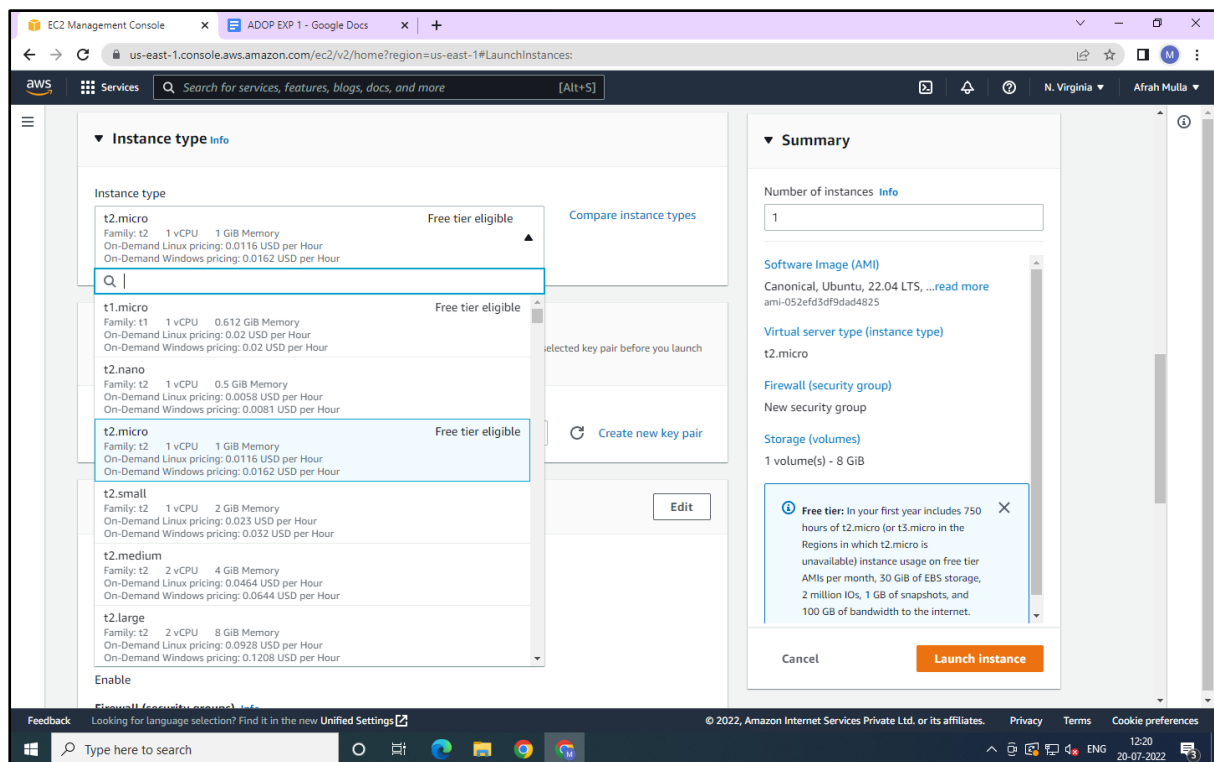 EC2 Management Console
ADOP EXP 1 - Google Docs
us-east-1.console.aws.amazon.com/ec2/v2/home?region=us-east-1#LaunchInstances:
M
aws
Services
Search for services, features, blogs, docs, and more
[Alt+S]
N. Virginia
Afrah Mulla
Instance type Info
Instance type
t2.micro Free tier eligible
Family: t2 1 vCPU 1 GiB Memory
On-Demand Linux pricing: 0.0116 USD per Hour
On-Demand Windows pricing: 0.0162 USD per Hour
Compare instance types
t1.micro Free tier eligible
Family: t1 1 vCPU 0.612 GiB Memory
On-Demand Linux pricing: 0.02 USD per Hour
On-Demand Windows pricing: 0.02 USD per Hour
t2.nano
Family: t2 1 vCPU 0.5 GiB Memory
On-Demand Linux pricing: 0.0058 USD per Hour
On-Demand Windows pricing: 0.0081 USD per Hour
t2.micro Free tier eligible
Family: t2 1 vCPU 1 GiB Memory
On-Demand Linux pricing: 0.0116 USD per Hour
On-Demand Windows pricing: 0.0162 USD per Hour
t2.small
Family: t2 1 vCPU 2 GiB Memory
On-Demand Linux pricing: 0.023 USD per Hour
On-Demand Windows pricing: 0.032 USD per Hour
t2.medium
Family: t2 2 vCPU 4 GiB Memory
On-Demand Linux pricing: 0.0464 USD per Hour
On-Demand Windows pricing: 0.0644 USD per Hour
t2.large
Family: t2 2 vCPU 8 GiB Memory
On-Demand Linux pricing: 0.0928 USD per Hour
On-Demand Windows pricing: 0.1208 USD per Hour
selected key pair before you launch
Create new key pair
Edit
Enable
Firewall (security groups) Info
Summary
Number of instances Info
1
Software Image (AMI)
Canonical, Ubuntu, 22.04 LTS, ...read more
ami-052efd3df9dad4825
Virtual server type (instance type)
t2.micro
Firewall (security group)
New security group
Storage (volumes)
1 volume(s) - 8 GiB
Free tier: In your first year includes 750
hours of t2.micro (or t3.micro in the
Regions in which t2.micro is
unavailable) instance usage on free tier
AMIs per month, 30 GiB of EBS storage,
2 million IOs, 1 GB of snapshots, and
100 GB of bandwidth to the internet.
Cancel
Launch instance
Feedback
Looking for language selection? Find it in the new Unified Settings
© 2022, Amazon Internet Services Private Ltd. or its affiliates.
Privacy
Terms
Cookie preferences
Type here to search
M
ENG
12:20
20-07-2022
3